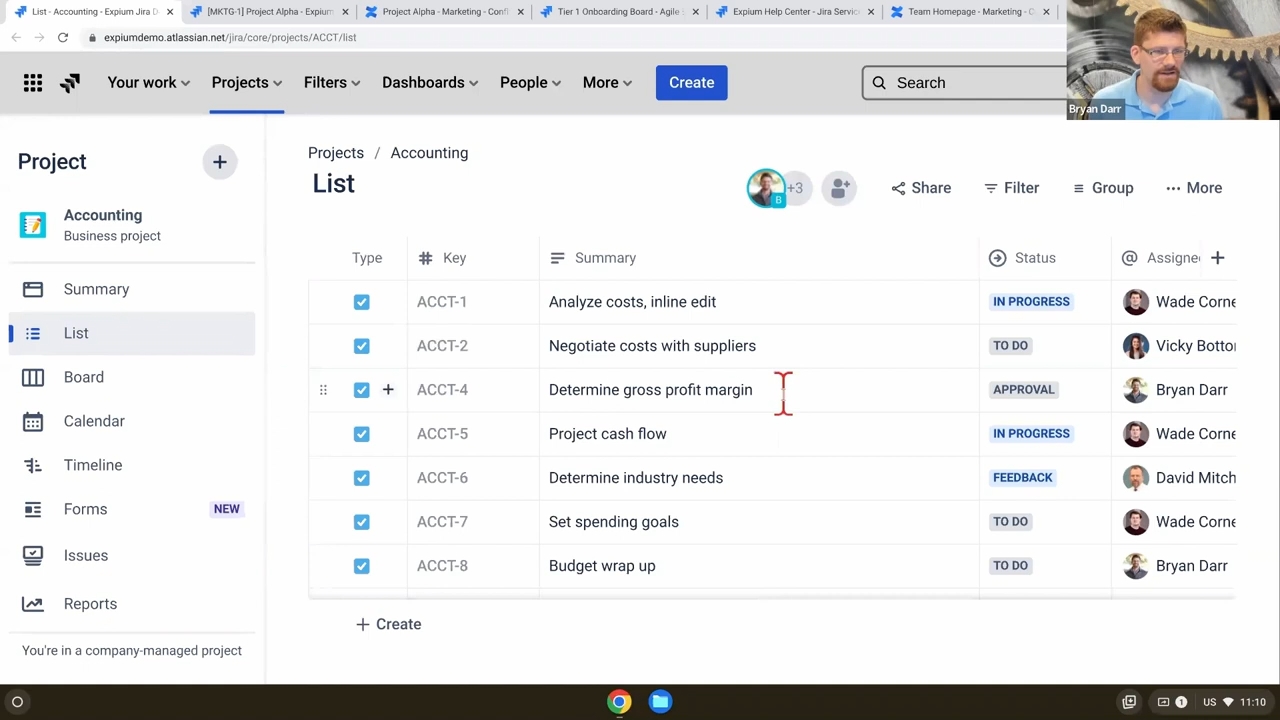 List - Accounting - Expium Jira D
[MKTG-1] Project Alpha - Expium
Project Alpha - Marketing - Conf
Tier 1 Onboarding Board - Agile
Expium Help Center - Jira Servic
Team Homepage - Marketing - C
expiumdemo.atlassian.net/jira/core/projects/ACCT/list
Your work
Projects
Filters
Dashboards
People
More
Create
Search
Bryan Darr
Project
Accounting
Business project
Summary
List
Board
Calendar
Timeline
Forms NEW
Issues
Reports
You're in a company-managed project
Projects / Accounting
List
B
+3
Share
Filter
Group
More
Type # Key Summary Status @ Assigne
ACCT-1 Analyze costs, inline edit IN PROGRESS Wade Corne
ACCT-2 Negotiate costs with suppliers TO DO Vicky Botto
ACCT-4 Determine gross profit margin APPROVAL Bryan Darr
ACCT-5 Project cash flow IN PROGRESS Wade Corne
ACCT-6 Determine industry needs FEEDBACK David Mitch
ACCT-7 Set spending goals TO DO Wade Corne
ACCT-8 Budget wrap up TO DO Bryan Darr
+ Create
1 US 11:10